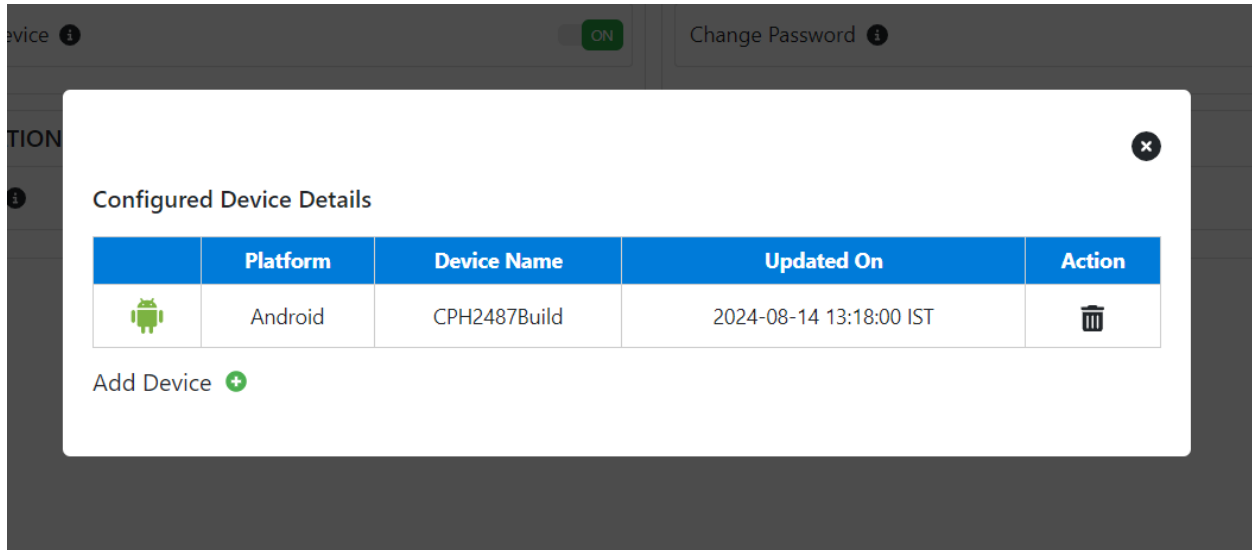 evice
ON
Change Password
TION
Configured Device Details
Platform Device Name Updated On Action
Android CPH2487Build 2024-08-14 13:18:00 IST
Add Device